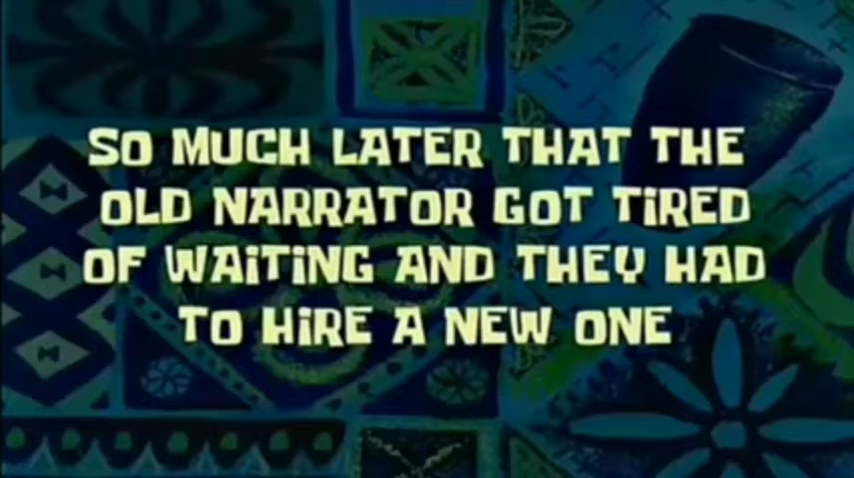 SO MUCH LATER THAT THE
OLD NARRATOR GOT TiRED
OF WAiTiNG AND THEY HAD
TO HiRE A NEW ONE